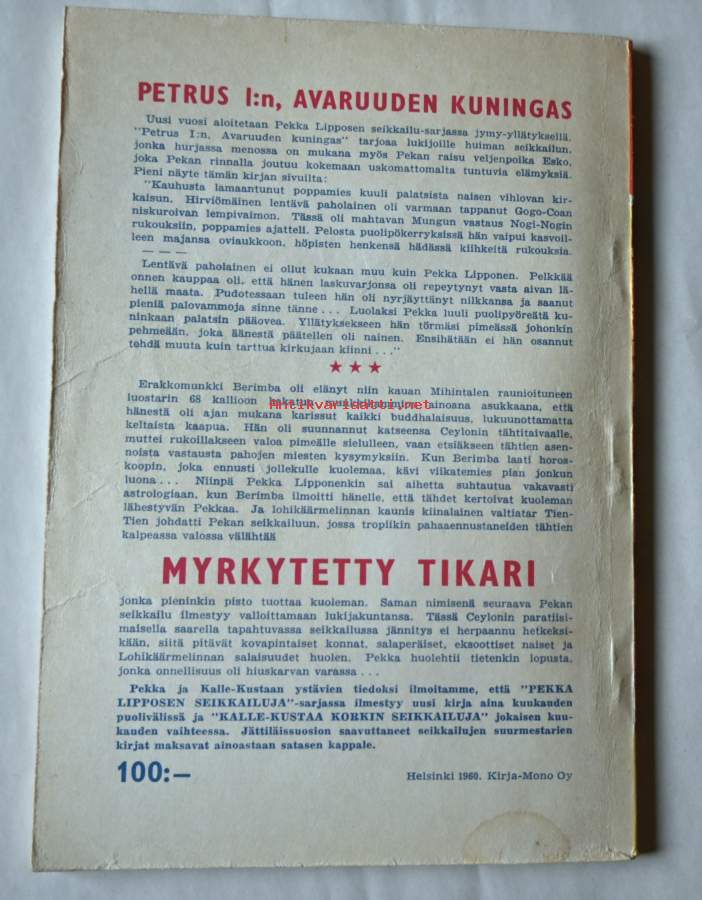 PETRUS I:n, AVARUUDEN KUNINGAS
Uusi vuosi aloitetaan Pekka Lipposen seikkailu-sarjassa jymy-yllätyksellä.
"Petrus I:n, Avaruuden kuningas" tarjoaa lukijoille huiman seikkailun,
jonka hurjassa menossa on mukana myös Pekan raisu veljenpoika Esko,
joka Pekan rinnalla joutuu kokemaan uskomattomalta tuntuvia elämyksiä.
Pieni näyte tämän kirjan sivuilta:
"Kauhusta lamaantunut poppamies kuuli palatsista naisen vihlovan kir-
kaisun. Hirviömäinen lentävä paholainen oli varmaan tappanut Gogo-Coan
niskuroivan lempivaimon. Tässä oli mahtavan Mungun vastaus Nogi-Nogin
rukouksiin, poppamies ajatteli. Pelosta puolipökerryksissä hän vaipui kasvoil-
leen majansa oviaukkoon, höpisten henkensä hädässä kiihkeitä rukouksia.
— — —
Lentävä paholainen ei ollut kukaan muu kuin Pekka Lipponen. Pelkkää
onnen kauppaa oli, että hänen laskuvarjonsa oli repeytynyt vasta aivan lä-
hellä maata. Pudotessaan tuleen hän oli nyrjäyttänyt nilkkansa ja saanut
pieniä palovammoja sinne tänne . . . Luolaksi Pekka luuli puolipyöreätä ku-
ninkaan palatsin pääovea. Yllätyksekseen hän törmäsi pimeässä johonkin
pehmeään, joka äänestä päätellen oli nainen. Ensihätään ei hän osannut
tehdä muuta kuin tarttua kirkujaan kiinni . . ."
★ ★ ★
Erakkomunkki Berimba oli elänyt niin kauan Mihintalen raunioituneen
luostarin 68 kallioon hakatun munkkikammion ainoana asukkaana, että
Antikvariaatti.net
hänestä oli ajan mukana karissut kaikki buddhalaisuus, lukuunottamatta
keltaista kaapua. Hän oli suunnannut katseensa Ceylonin tähtitaivaalle,
muttei rukoillakseen valoa pimeälle sielulleen, vaan etsiäkseen tähtien asen-
noista vastausta pahojen miesten kysymyksiin. Kun Berimba laati horos-
koopin, joka ennusti jollekulle kuolemaa, kävi viikatemies pian jonkun
luona . . . Niinpä Pekka Lipponenkin sai aihetta suhtautua vakavasti
astrologiaan, kun Berimba ilmoitti hänelle, että tähdet kertoivat kuoleman
lähestyvän Pekkaa. Ja lohikäärmelinnan kaunis kiinalainen valtiatar Tien-
Tien johdatti Pekan seikkailuun, jossa tropiikin pahaaennustaneiden tähtien
kalpeassa valossa välähtää
MYRKYTETTY TIKARI
jonka pieninkin pisto tuottaa kuoleman. Saman nimisenä seuraava Pekan
seikkailu ilmestyy valloittamaan lukijakuntansa. Tässä Ceylonin paratiisi-
maisella saarella tapahtuvassa seikkailussa jännitys ei herpaannu hetkeksi-
kään, siitä pitävät kovapintaiset konnat, salaperäiset, eksoottiset naiset ja
Lohikäärmelinnan salaisuudet huolen. Pekka huolehtii tietenkin lopusta,
jonka onnellisuus oli hiuskarvan varassa . . .
Pekka ja Kalle-Kustaan ystävien tiedoksi ilmoitamme, että "PEKKA
LIPPOSEN SEIKKAILUJA"-sarjassa ilmestyy uusi kirja aina kuukauden
puolivälissä ja "KALLE-KUSTAA KORKIN SEIKKAILUJA" jokaisen kuu-
kauden vaihteessa. Jättiläissuosion saavuttaneet seikkailujen suurmestarien
kirjat maksavat ainoastaan satasen kappale.
100:—
Helsinki 1960. Kirja-Mono Oy